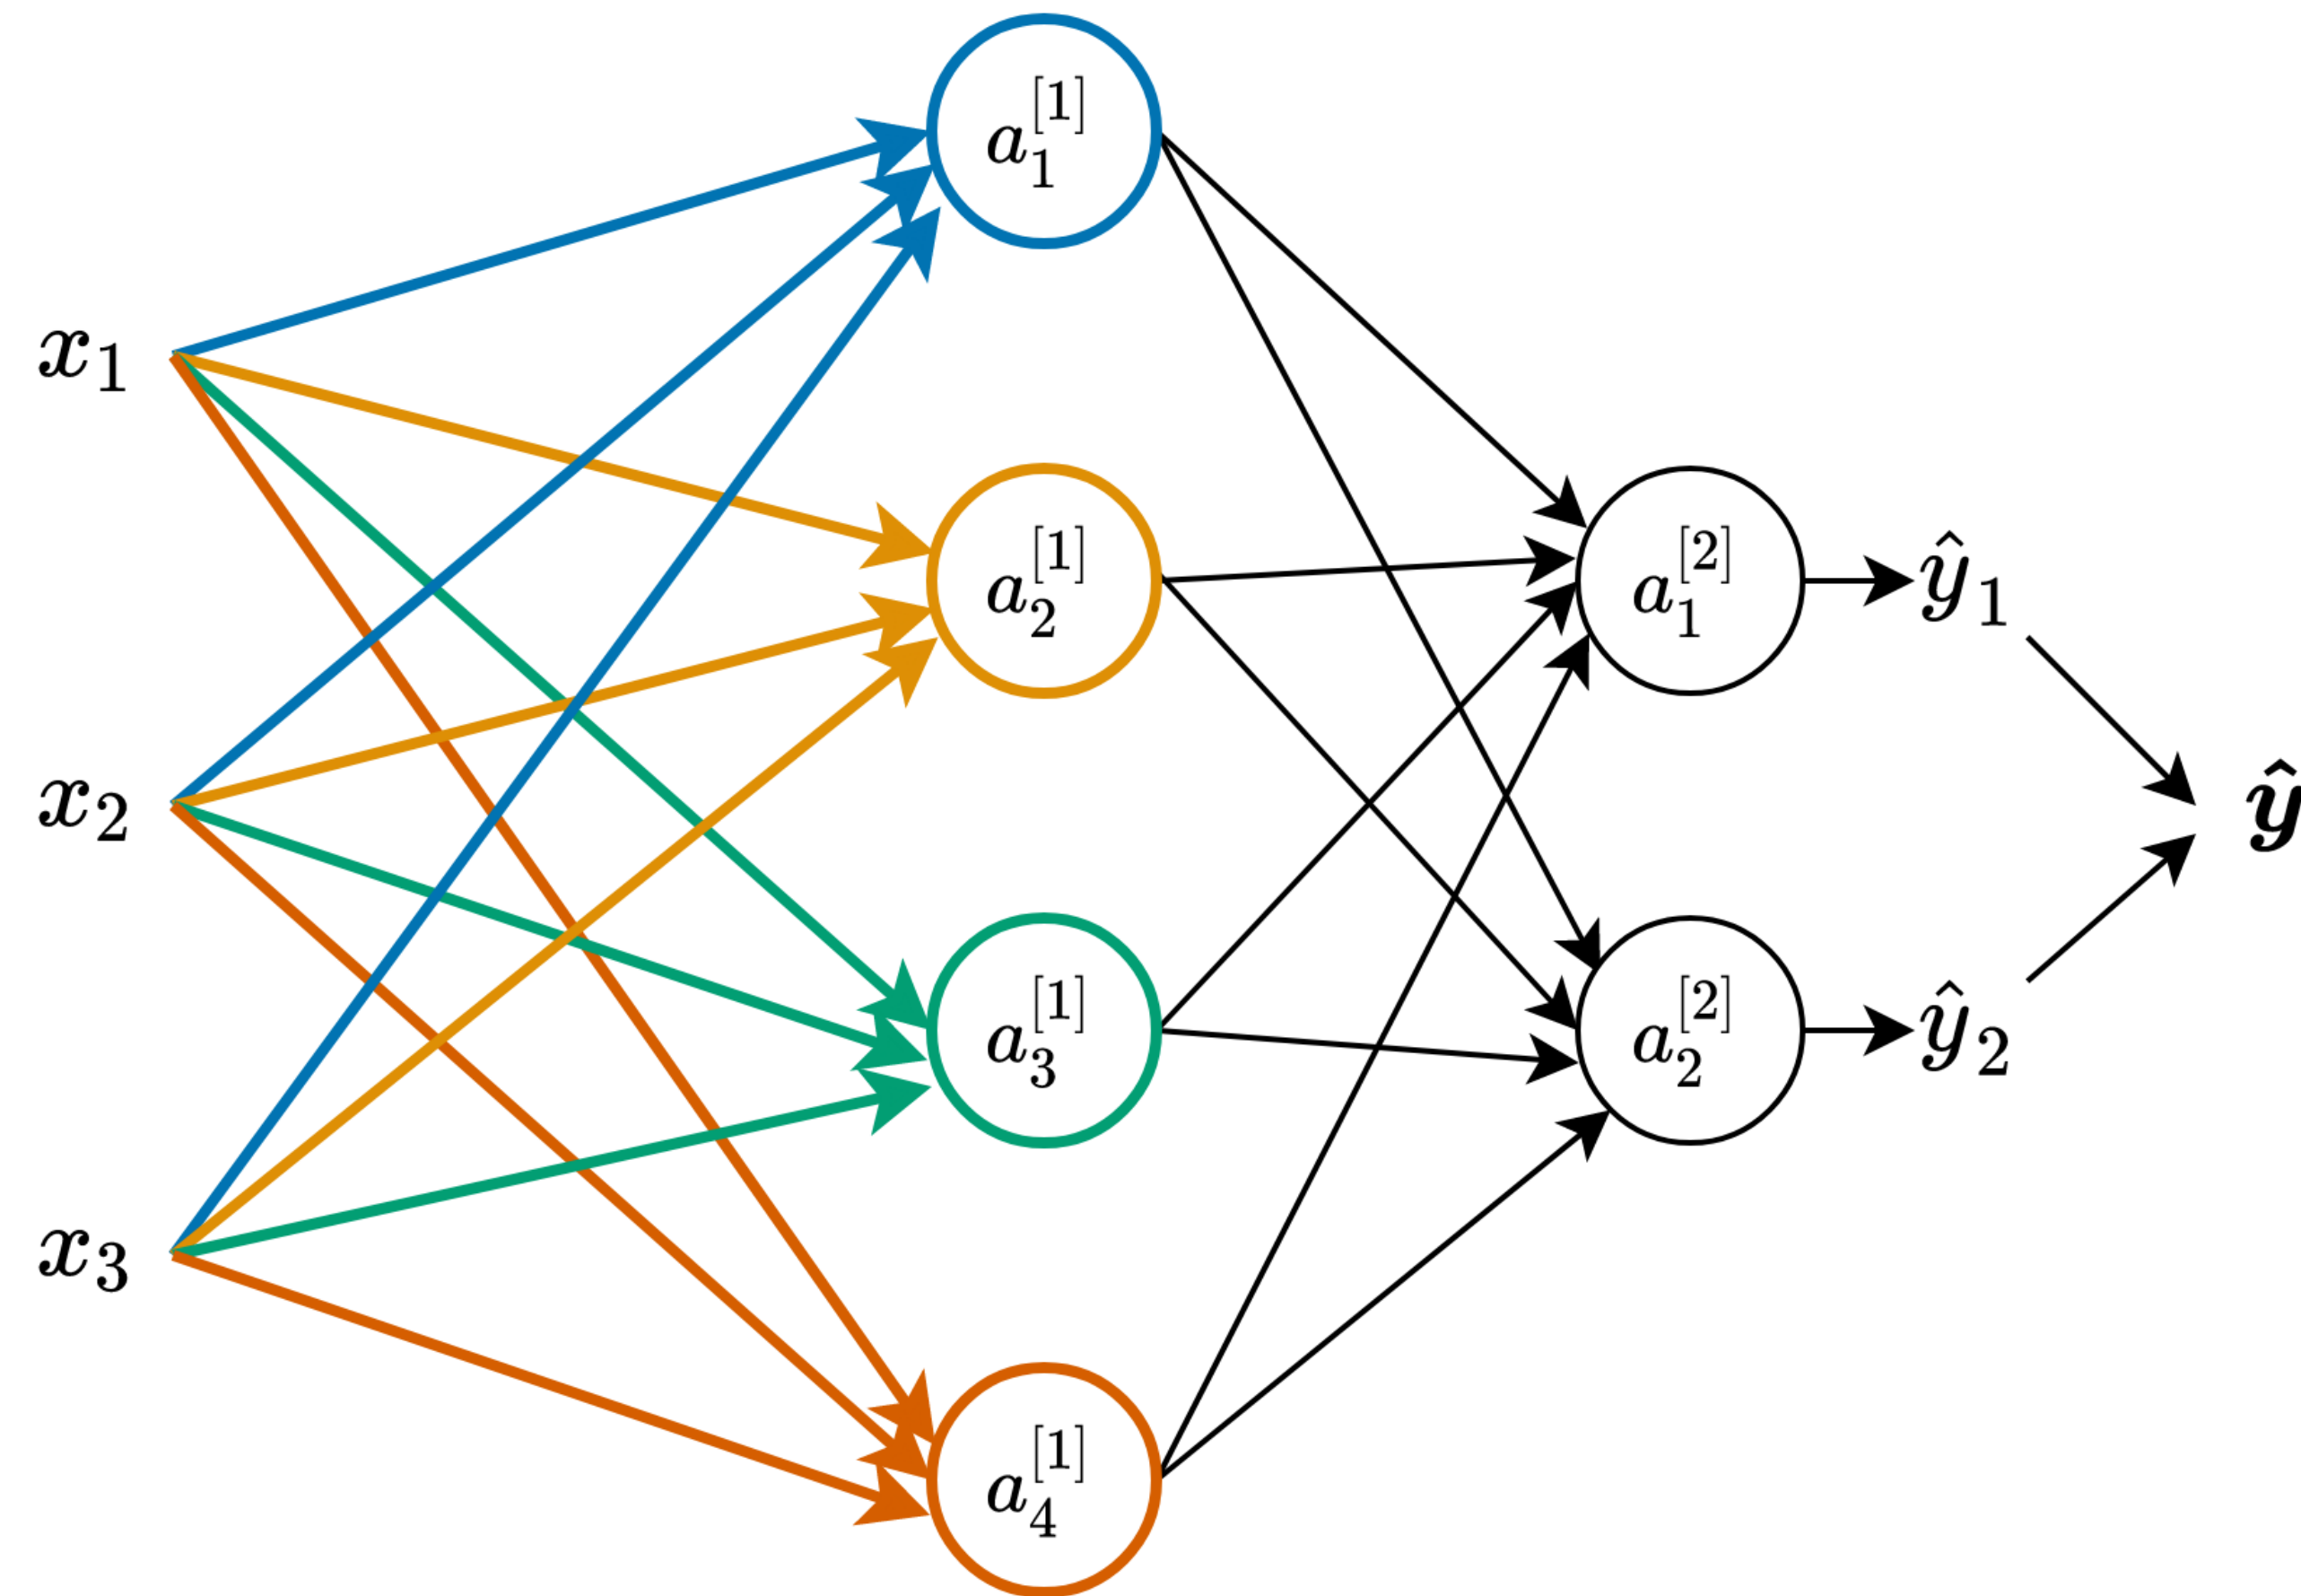 x₁
x₂
x₃
a₁^[1]
a₂^[1]
a₃^[1]
a₄^[1]
a₁^[2]
a₂^[2]
ŷ₁
ŷ₂
ŷ